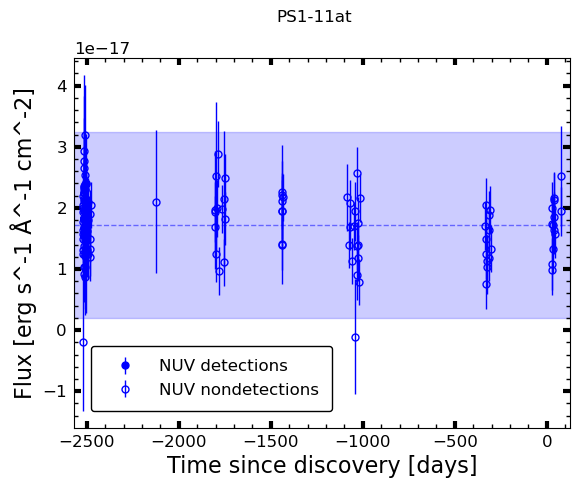 PS1-11at
1e−17
Flux [erg s^-1 Å^-1 cm^-2]
4
3
2
1
0
−1
NUV detections
NUV nondetections
−2500 −2000 −1500 −1000 −500 0
Time since discovery [days]